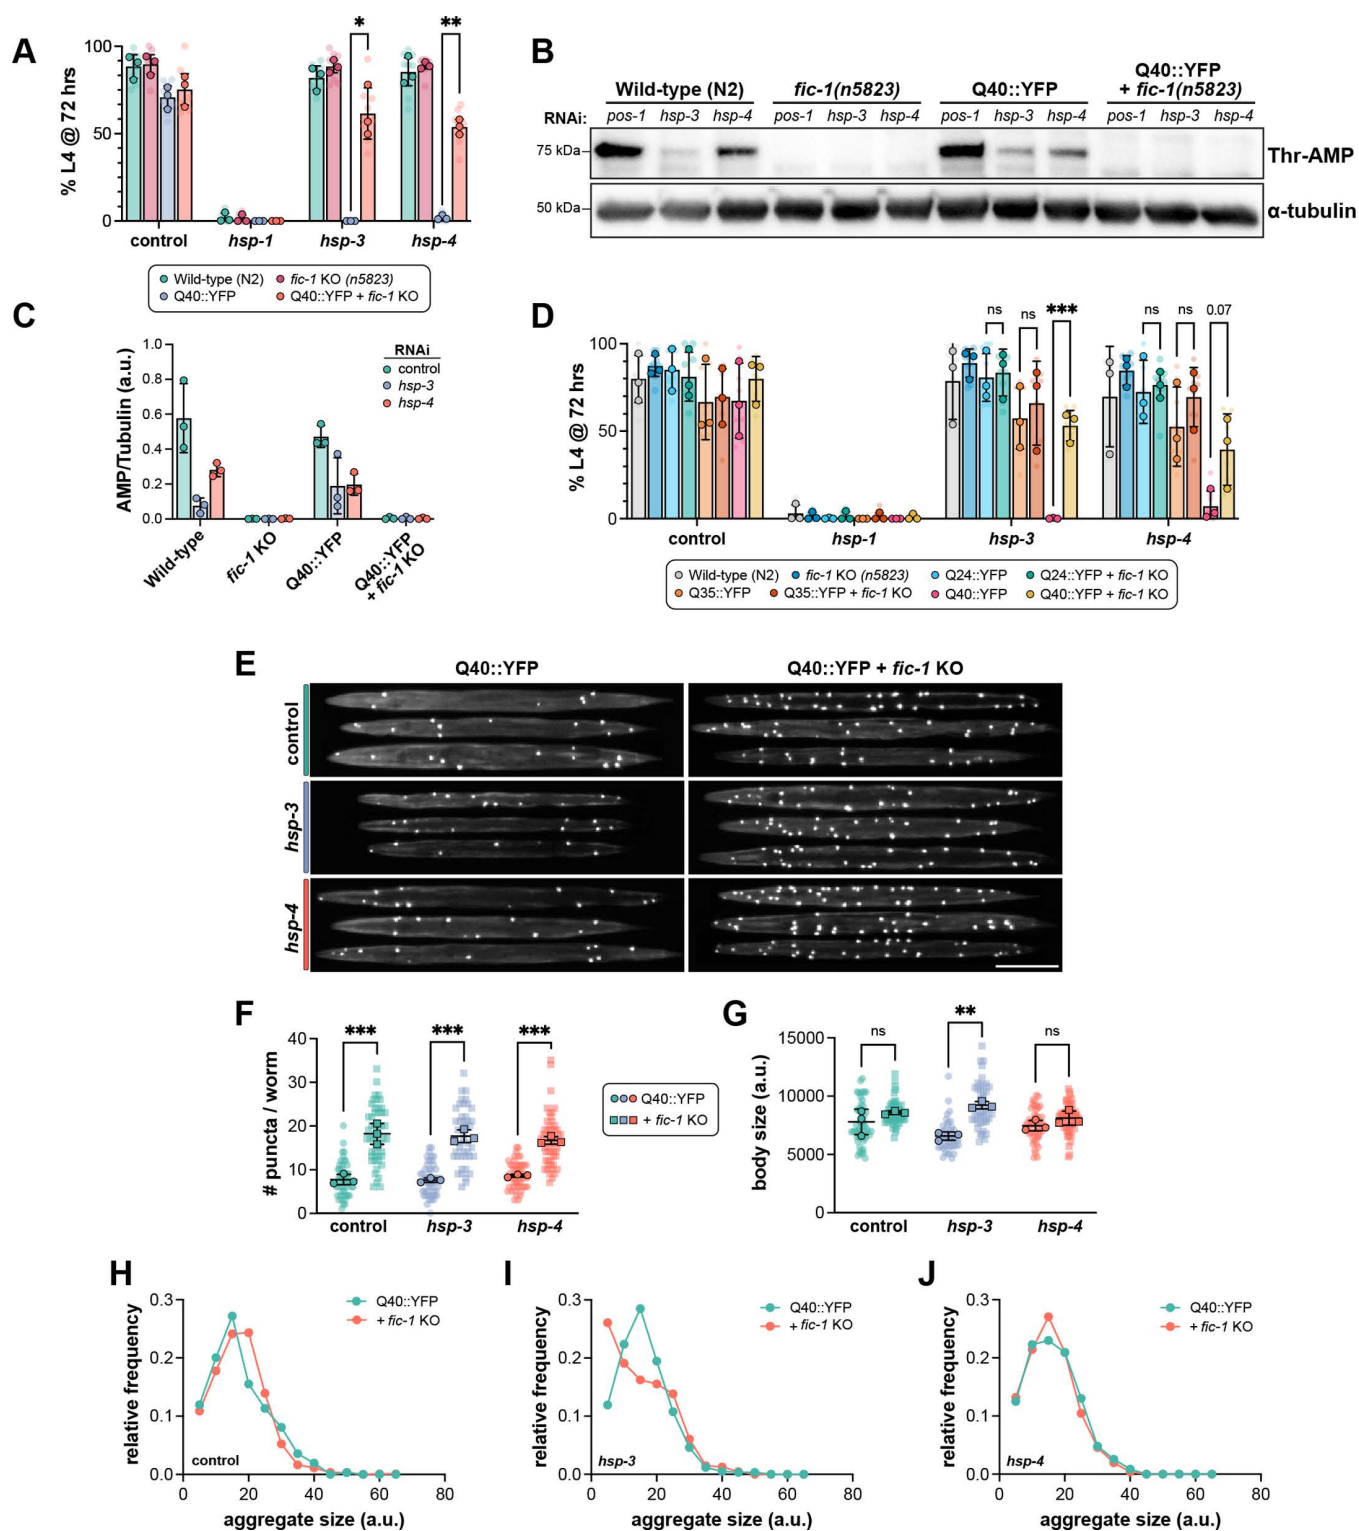 A
% L4 @ 72 hrs
100
50
0
*
**
control
hsp-1
hsp-3
hsp-4
Wild-type (N2)
fic-1 KO (n5823)
Q40::YFP
Q40::YFP + fic-1 KO
B
Wild-type (N2)
fic-1(n5823)
Q40::YFP
Q40::YFP
+ fic-1(n5823)
RNAi: pos-1 hsp-3 hsp-4 pos-1 hsp-3 hsp-4 pos-1 hsp-3 hsp-4 pos-1 hsp-3 hsp-4
75 kDa
Thr-AMP
50 kDa
α-tubulin
C
AMP/Tubulin (a.u.)
1.0
0.8
0.6
0.4
0.2
0.0
RNAi
control
hsp-3
hsp-4
Wild-type
fic-1 KO
Q40::YFP
Q40::YFP
+ fic-1 KO
D
% L4 @ 72 hrs
100
50
0
ns
ns
***
ns
ns
0.07
control
hsp-1
hsp-3
hsp-4
Wild-type (N2)
fic-1 KO (n5823)
Q24::YFP
Q24::YFP + fic-1 KO
Q35::YFP
Q35::YFP + fic-1 KO
Q40::YFP
Q40::YFP + fic-1 KO
E
Q40::YFP
Q40::YFP + fic-1 KO
control
hsp-3
hsp-4
F
# puncta / worm
40
30
20
10
0
***
***
***
control
hsp-3
hsp-4
Q40::YFP
+ fic-1 KO
G
body size (a.u.)
15000
10000
5000
0
ns
**
ns
control
hsp-3
hsp-4
H
relative frequency
0.3
0.2
0.1
0.0
Q40::YFP
+ fic-1 KO
control
0 20 40 60 80
aggregate size (a.u.)
I
relative frequency
0.3
0.2
0.1
0.0
Q40::YFP
+ fic-1 KO
hsp-3
0 20 40 60 80
aggregate size (a.u.)
J
relative frequency
0.3
0.2
0.1
0.0
Q40::YFP
+ fic-1 KO
hsp-4
0 20 40 60 80
aggregate size (a.u.)